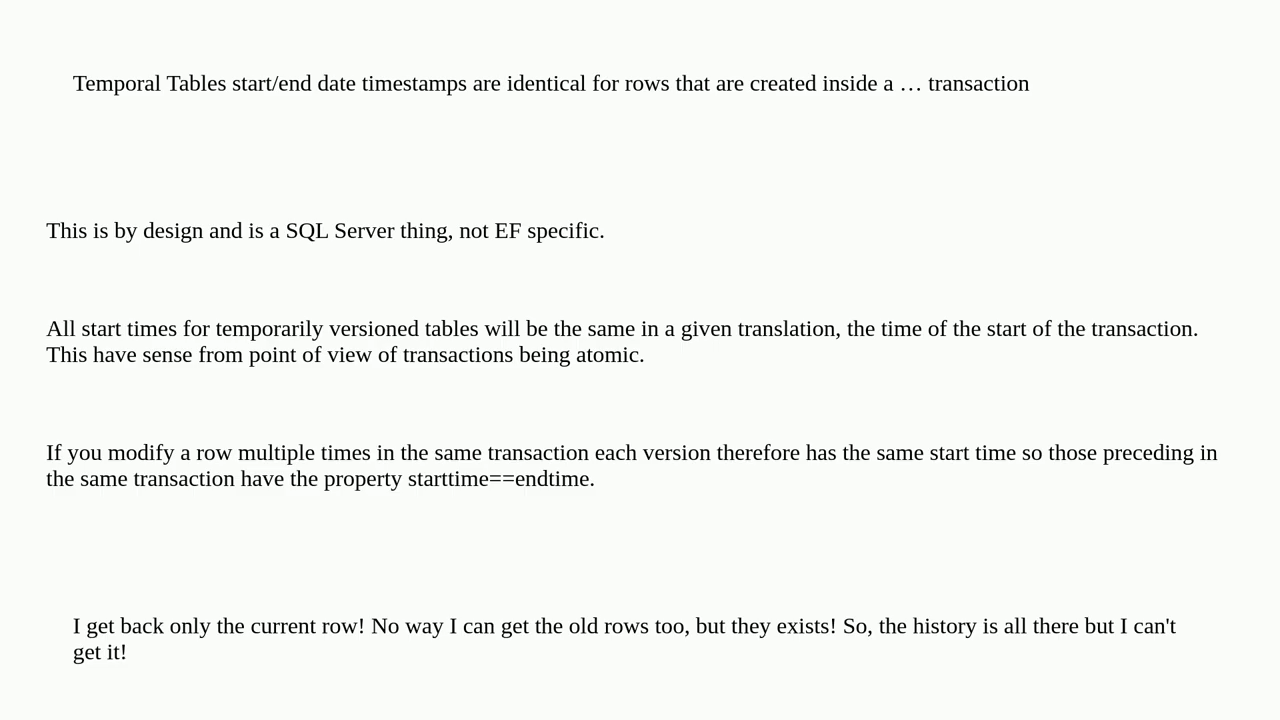 Temporal Tables start/end date timestamps are identical for rows that are created inside a … transaction
This is by design and is a SQL Server thing, not EF specific.
All start times for temporarily versioned tables will be the same in a given translation, the time of the start of the transaction.
This have sense from point of view of transactions being atomic.
If you modify a row multiple times in the same transaction each version therefore has the same start time so those preceding in
the same transaction have the property starttime==endtime.
I get back only the current row! No way I can get the old rows too, but they exists! So, the history is all there but I can't
get it!